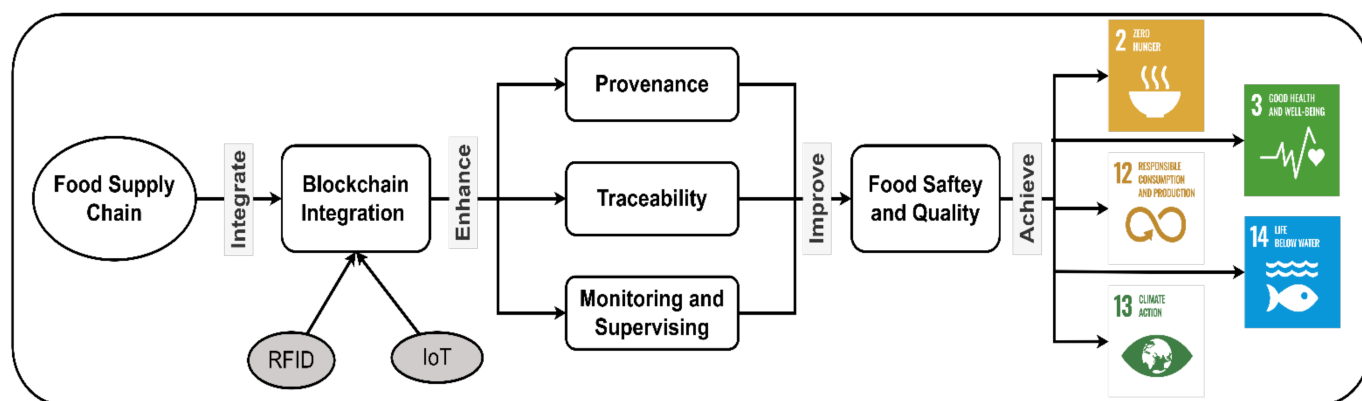 Food Supply
Chain
Integrate
Blockchain
Integration
RFID
IoT
Enhance
Provenance
Traceability
Monitoring and
Supervising
Improve
Food Saftey
and Quality
Achieve
2 ZERO
HUNGER
3 GOOD HEALTH
AND WELL-BEING
12 RESPONSIBLE
CONSUMPTION
AND PRODUCTION
14 LIFE
BELOW WATER
13 CLIMATE
ACTION